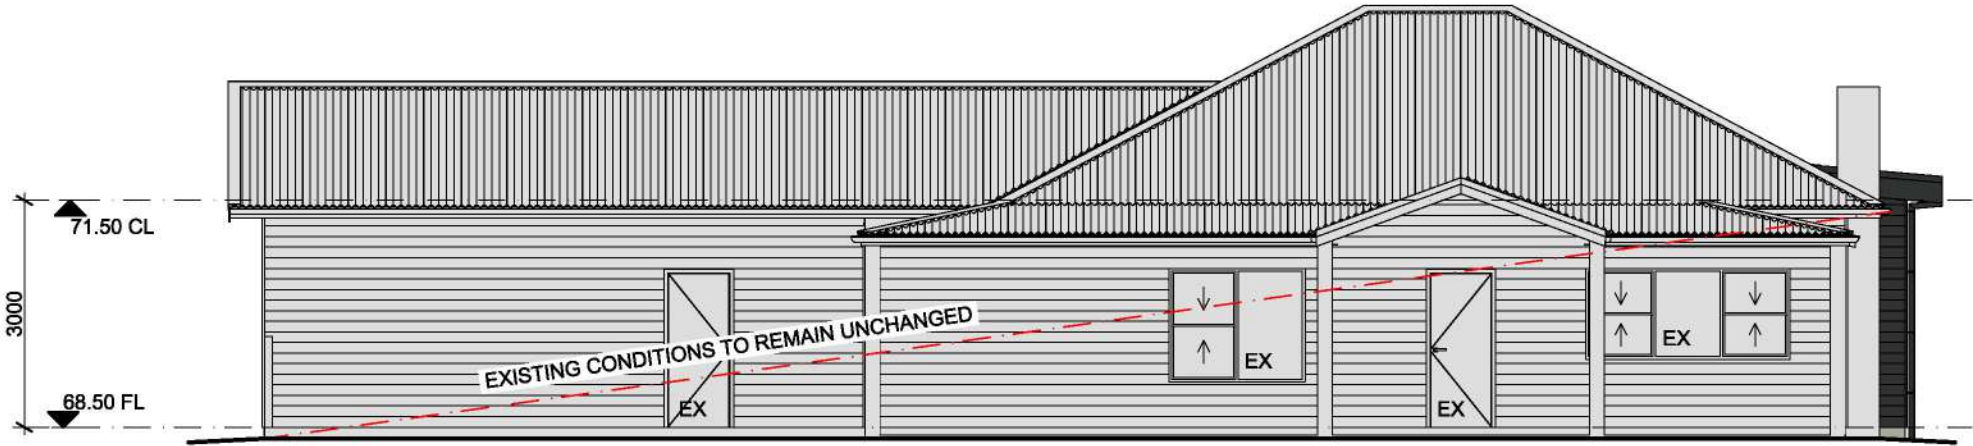 71.50 CL
3000
EXISTING CONDITIONS TO REMAIN UNCHANGED
EX
EX
68.50 FL
EX
EX